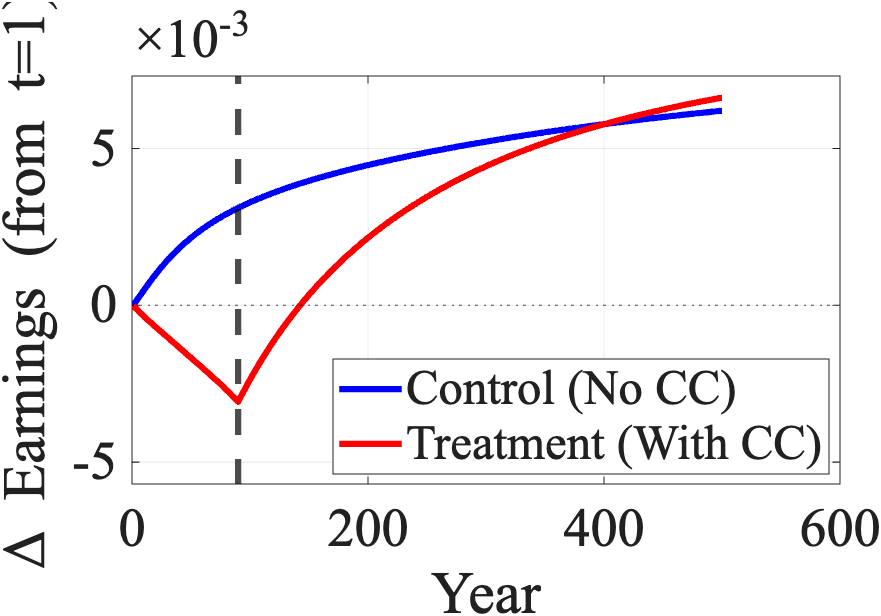 ×10-3
Δ Earnings (from t=1)
5
0
-5
Control (No CC)
Treatment (With CC)
0 200 400 600
Year